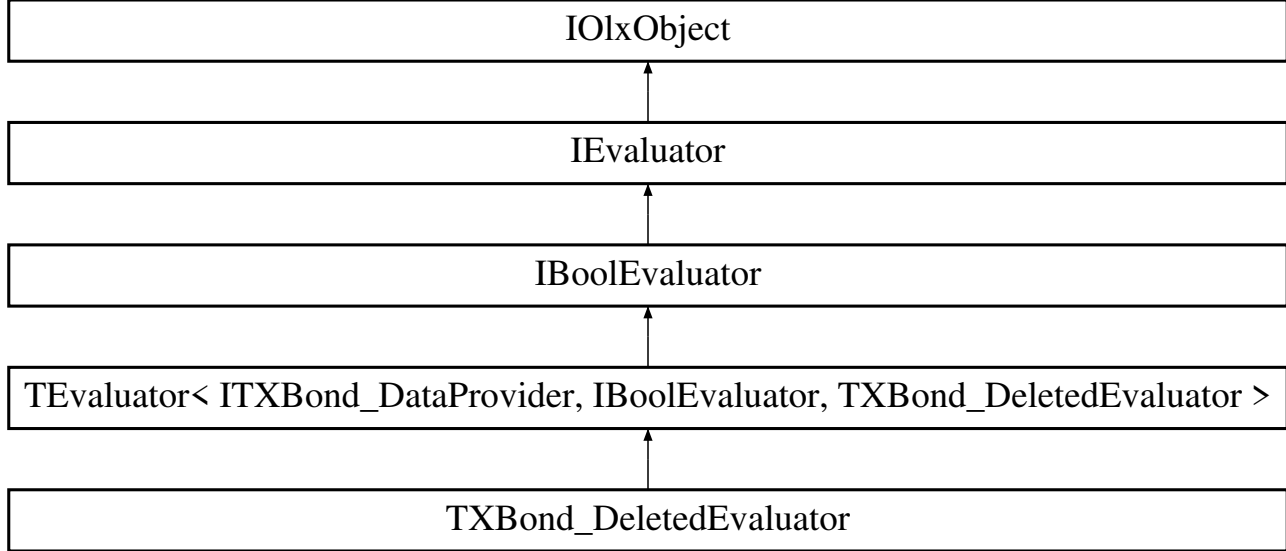 IOlxObject
IEvaluator
IBoolEvaluator
TEvaluator< ITXBond_DataProvider, IBoolEvaluator, TXBond_DeletedEvaluator >
TXBond_DeletedEvaluator